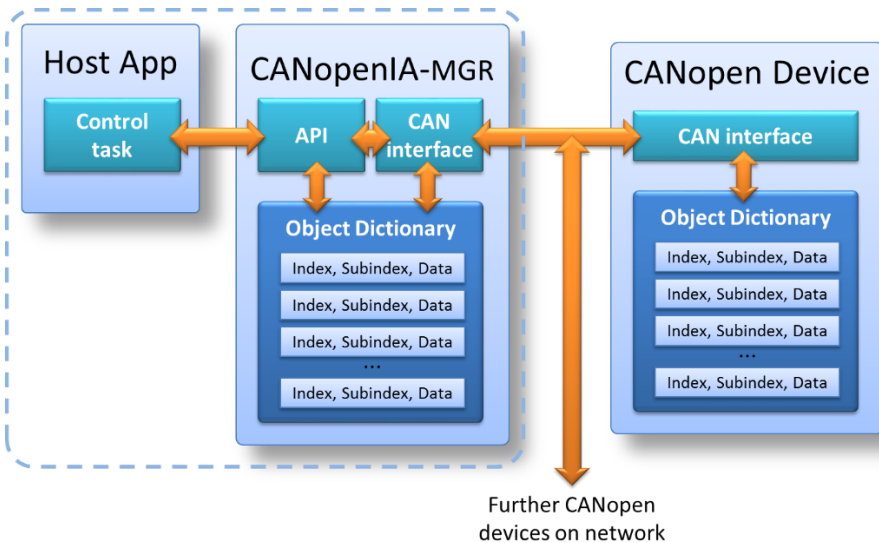 Host App
Control
task
CANopenIA-MGR
API
CAN
interface
Object Dictionary
Index, Subindex, Data
Index, Subindex, Data
Index, Subindex, Data
...
Index, Subindex, Data
CANopen Device
CAN interface
Object Dictionary
Index, Subindex, Data
Index, Subindex, Data
Index, Subindex, Data
...
Index, Subindex, Data
Further CANopen
devices on network